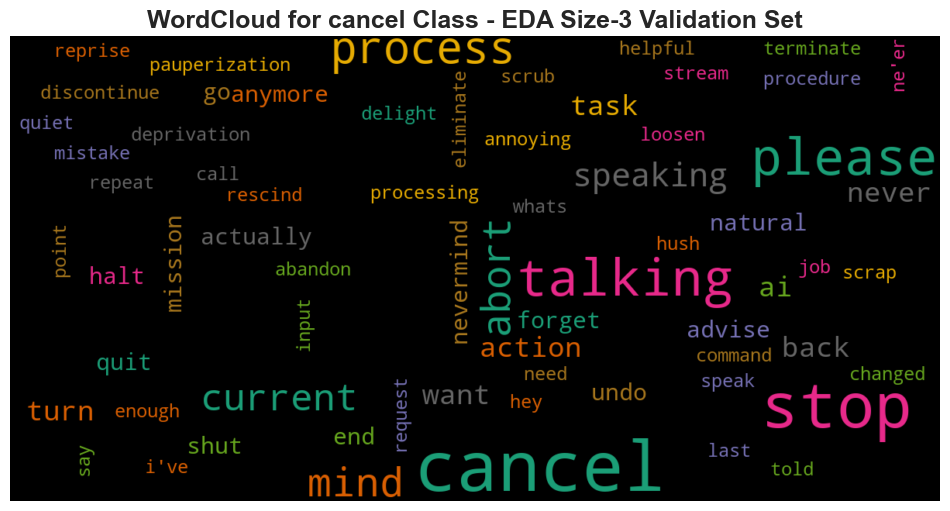 WordCloud for cancel Class - EDA Size-3 Validation Set
reprise
process
helpful
terminate
ne'er
pauperization
scrub
stream
procedure
discontinue
go
anymore
eliminate
task
quiet
delight
deprivation
annoying
loosen
please
mistake
call
speaking
repeat
rescind
processing
never
whats
natural
point
mission
actually
nevermind
abort
hush
halt
abandon
talking
ai
job
scrap
input
forget
advise
action
command
back
quit
need
speak
changed
current
request
want
hey
undo
stop
turn
enough
shut
end
say
i've
mind
cancel
last
told